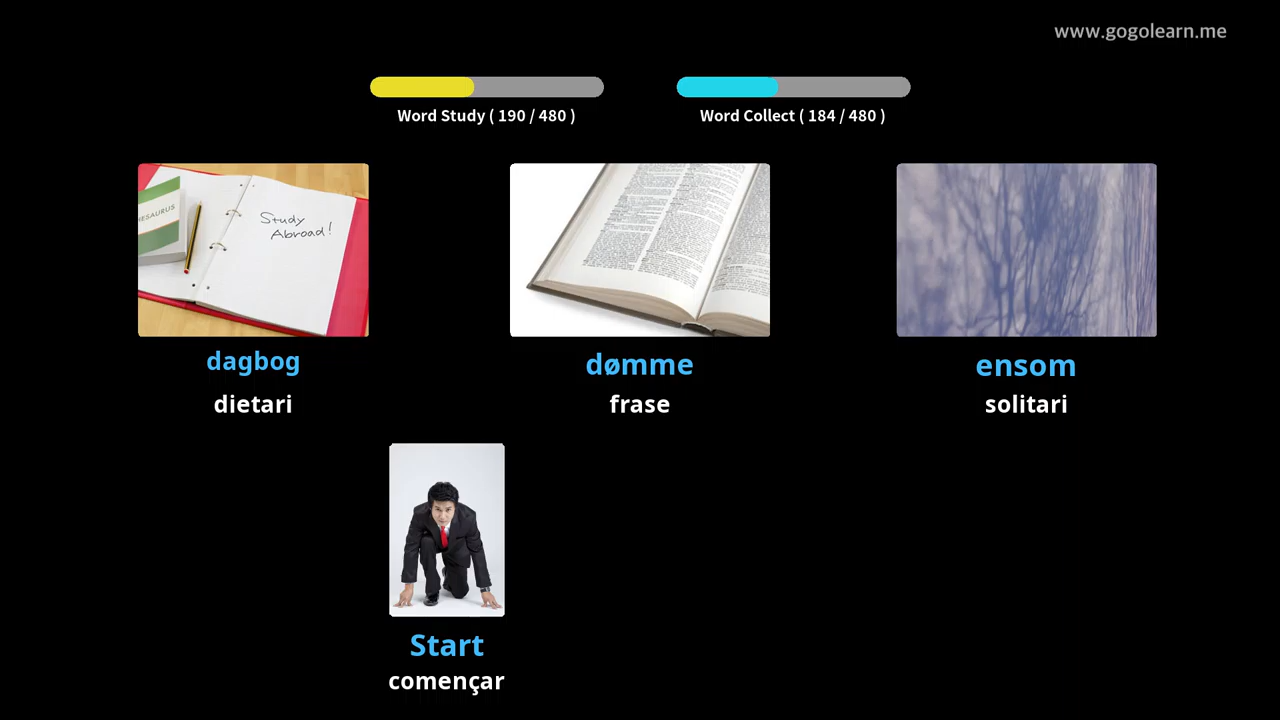 www.gogolearn.me
Word Study ( 190 / 480 )
Word Collect ( 184 / 480 )
HESAURUS
Study
Abroad!
dagbog
dømme
ensom
dietari
frase
solitari
Start
començar